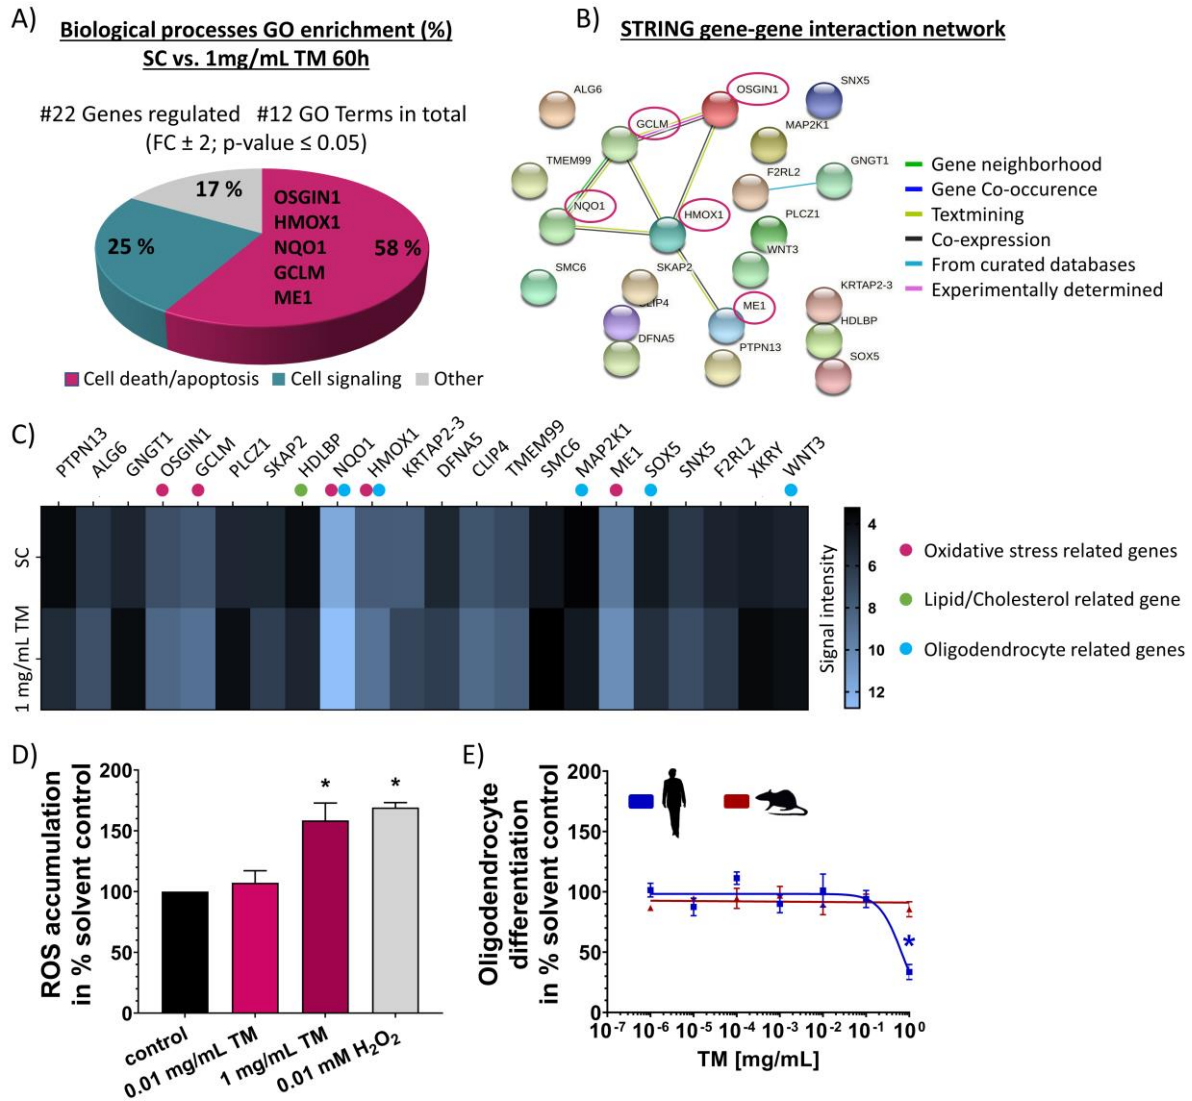 A)
Biological processes GO enrichment (%)
SC vs. 1mg/mL TM 60h
#22 Genes regulated #12 GO Terms in total
(FC ± 2; p-value ≤ 0.05)
17 %
25 %
58 %
OSGIN1
HMOX1
NQO1
GCLM
ME1
Cell death/apoptosis
Cell signaling
Other
B)
STRING gene-gene interaction network
ALG6
OSGIN1
SNX5
GCLM
MAP2K1
TMEM99
F2RL2
GNGT1
NQO1
HMOX1
PLCZ1
WNT3
SMC6
SKAP2
CLIP4
ME1
KRTAP2-3
HDLBP
DFNA5
PTPN13
SOX5
Gene neighborhood
Gene Co-occurence
Textmining
Co-expression
From curated databases
Experimentally determined
C)
PTPN13
ALG6
GNGT1
OSGIN1
GCLM
PLCZ1
SKAP2
HDLBP
NQO1
HMOX1
KRTAP2-3
DFNA5
CLIP4
TMEM99
SMC6
MAP2K1
ME1
SOX5
SNX5
F2RL2
XKRY
WNT3
SC
1 mg/mL TM
Signal intensity
4
6
8
10
12
Oxidative stress related genes
Lipid/Cholesterol related gene
Oligodendrocyte related genes
D)
ROS accumulation
in % solvent control
200
150
100
50
0
*
*
control
0.01 mg/mL TM
1 mg/mL TM
0.01 mM H₂O₂
E)
Oligodendrocyte
differentiation
in % solvent control
200
150
100
50
0
*
10⁻⁷ 10⁻⁶ 10⁻⁵ 10⁻⁴ 10⁻³ 10⁻² 10⁻¹ 10⁰
TM [mg/mL]